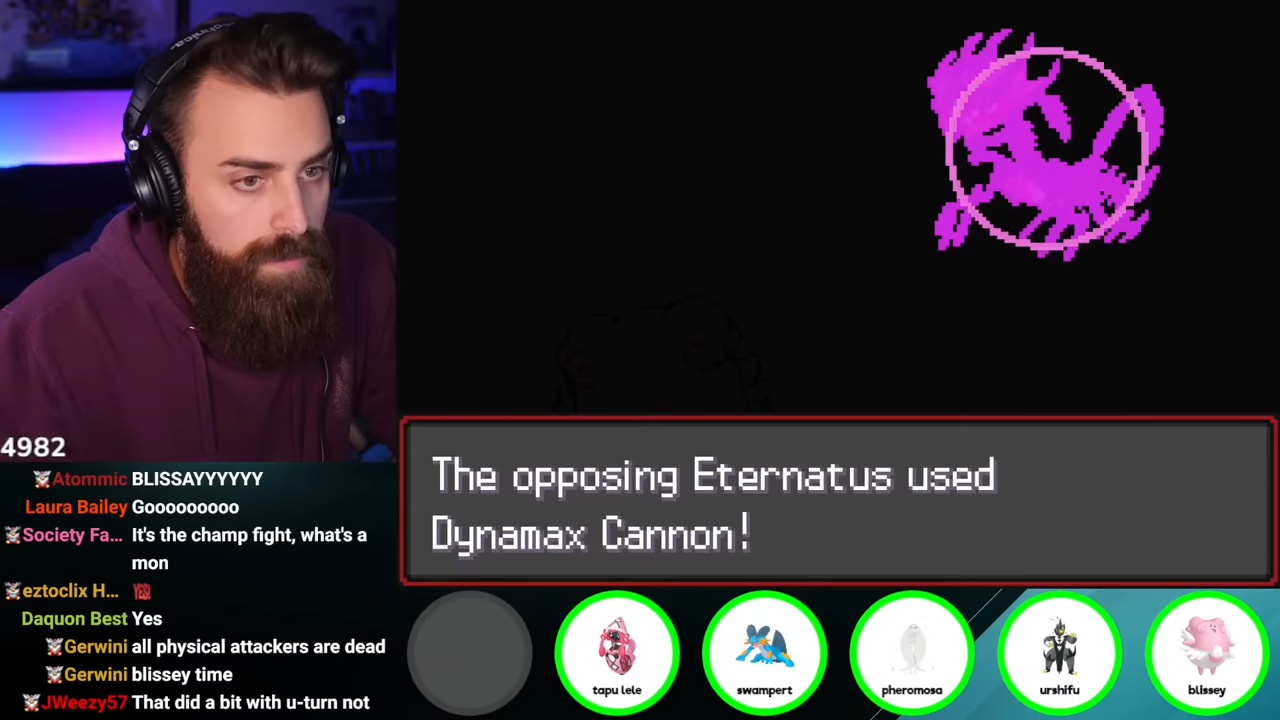 The opposing Eternatus used
Dynamax Cannon!
4982
Atommic BLISSAYYYYYY
Laura Bailey Gooooooooo
Society Fa... It's the champ fight, what's a
mon
eztoclix H... YES!
Daquon Best Yes
Gerwini all physical attackers are dead
Gerwini blissey time
JWeezy57 That did a bit with u-turn not
tapu lele
swampert
pheromosa
urshifu
blissey